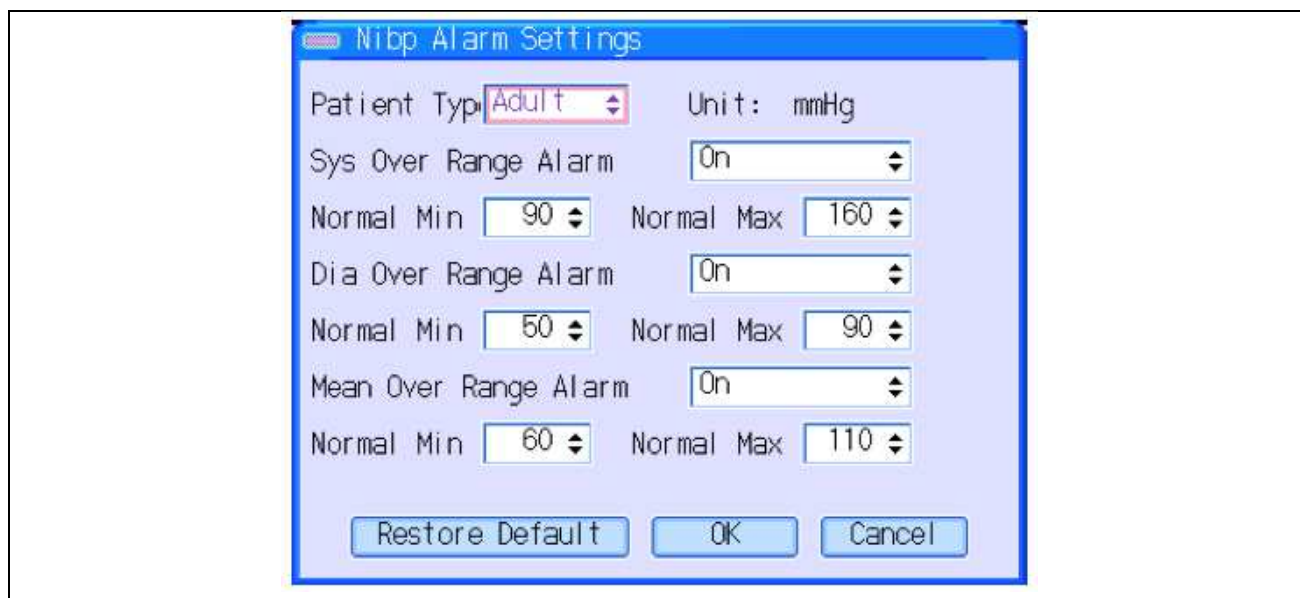 Nibp Alarm Settings
Patient Typ Adult Unit: mmHg
Sys Over Range Alarm On
Normal Min 90 Normal Max 160
Dia Over Range Alarm On
Normal Min 50 Normal Max 90
Mean Over Range Alarm On
Normal Min 60 Normal Max 110
Restore Default OK Cancel